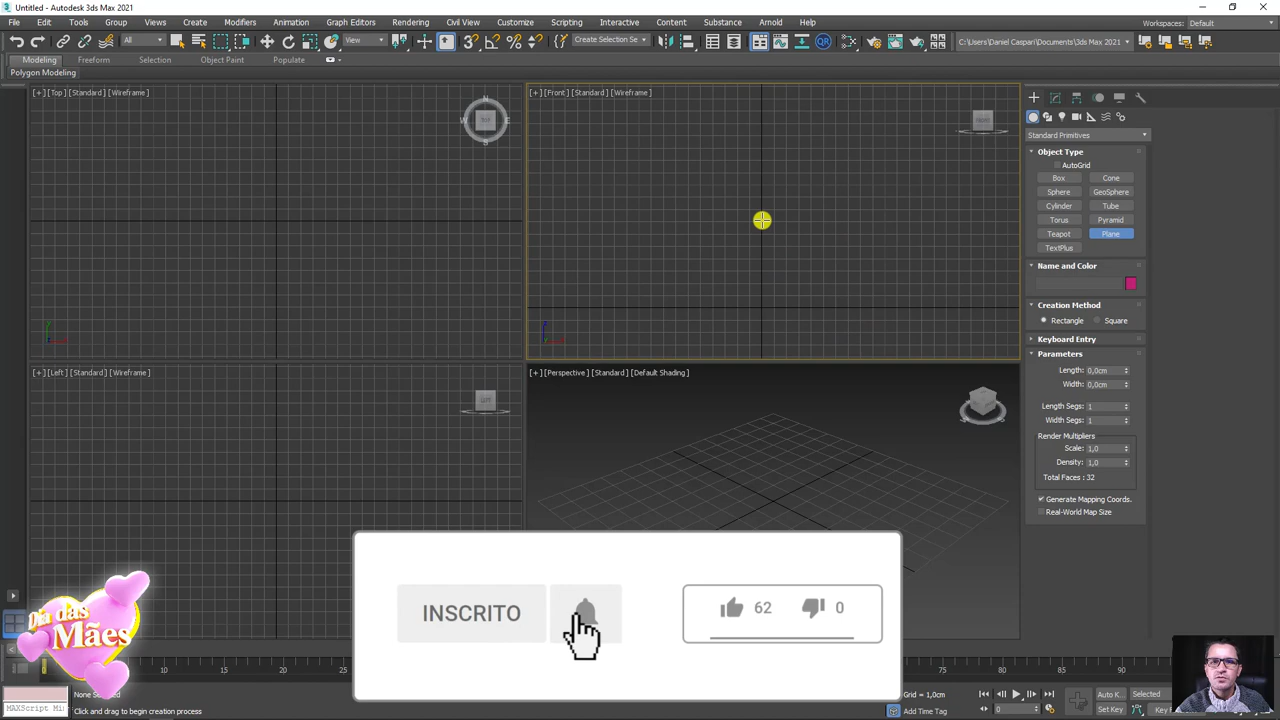 Untitled - Autodesk 3ds Max 2021
File Edit Tools Group Views Create Modifiers Animation Graph Editors Rendering Civil View Customize Scripting Interactive Content Substance Arnold Help
Workspaces: Default
All
View
Create Selection Se
C:\Users\Daniel Caspari\Documents\3ds Max 2021
Modeling Freeform Selection Object Paint Populate
Polygon Modeling
[+] [Top] [Standard] [Wireframe]
[+] [Front] [Standard] [Wireframe]
[+] [Left] [Standard] [Wireframe]
[+] [Perspective] [Standard] [Default Shading]
Standard Primitives
Object Type
AutoGrid
Box Cone
Sphere GeoSphere
Cylinder Tube
Torus Pyramid
Teapot Plane
TextPlus
Name and Color
Creation Method
Rectangle Square
Keyboard Entry
Parameters
Length: 0,0cm
Width: 0,0cm
Length Segs: 1
Width Segs: 1
Render Multipliers
Scale: 1,0
Density: 1,0
Total Faces : 32
Generate Mapping Coords.
Real-World Map Size
INSCRITO
62 0
Dia das
Mães
0 5 10 15 20 75 80 85 90
None Se
MAXScript Mi
Click and drag to begin creation process
Grid = 1,0cm
Add Time Tag
0
Auto K
Selected
Set Key